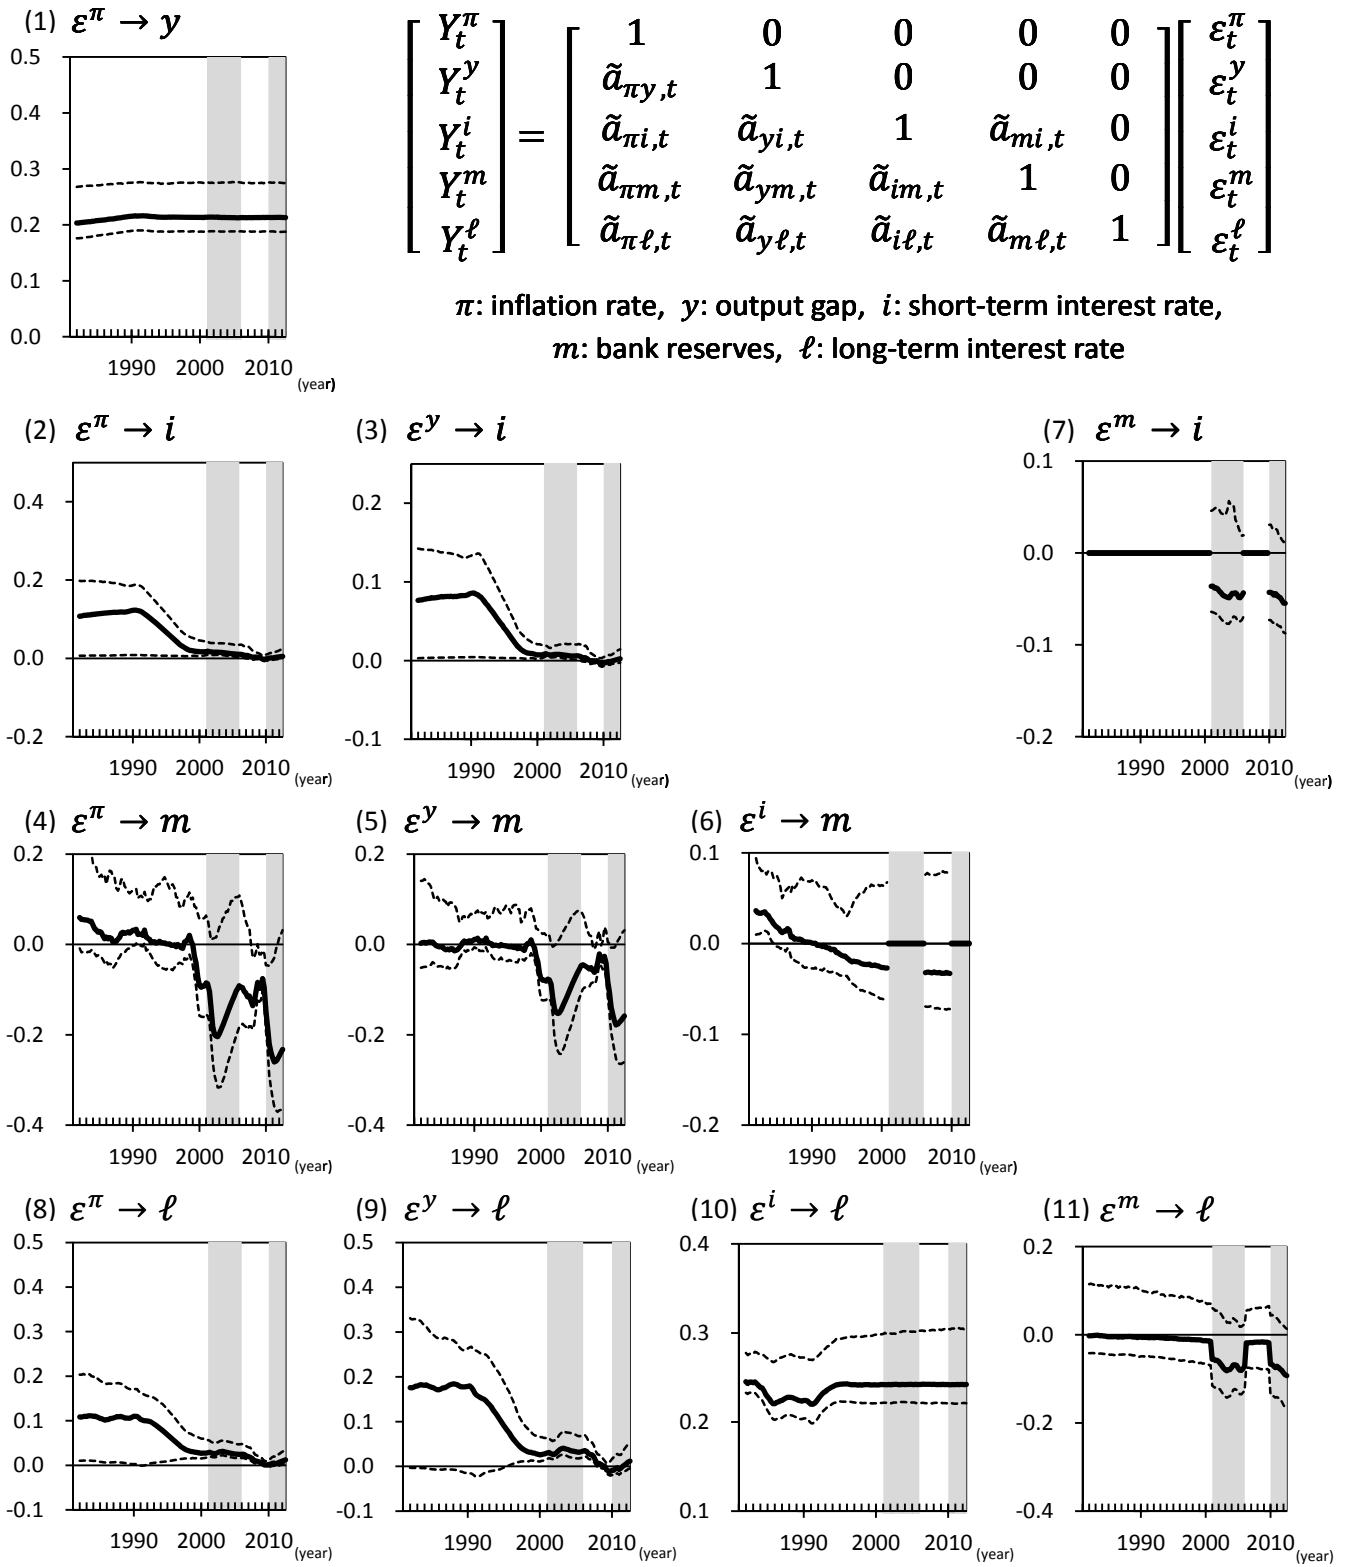 (1) ε^π → y
0.5
0.4
0.3
0.2
0.1
0.0
1990 2000 2010 (year)
Y_t^π 1 0 0 0 0 ε_t^π
Y_t^y ã_πy,t 1 0 0 0 ε_t^y
Y_t^i = ã_πi,t ã_yi,t 1 ã_mi,t 0 ε_t^i
Y_t^m ã_πm,t ã_ym,t ã_im,t 1 0 ε_t^m
Y_t^ℓ ã_πℓ,t ã_yℓ,t ã_iℓ,t ã_mℓ,t 1 ε_t^ℓ
π: inflation rate, y: output gap, i: short-term interest rate,
m: bank reserves, ℓ: long-term interest rate
(2) ε^π → i
0.4
0.2
0.0
-0.2
1990 2000 2010 (year)
(3) ε^y → i
0.2
0.1
0.0
-0.1
1990 2000 2010 (year)
(7) ε^m → i
0.1
0.0
-0.1
-0.2
1990 2000 2010 (year)
(4) ε^π → m
0.2
0.0
-0.2
-0.4
1990 2000 2010 (year)
(5) ε^y → m
0.2
0.0
-0.2
-0.4
1990 2000 2010 (year)
(6) ε^i → m
0.1
0.0
-0.1
-0.2
1990 2000 2010 (year)
(8) ε^π → ℓ
0.5
0.4
0.3
0.2
0.1
0.0
-0.1
1990 2000 2010 (year)
(9) ε^y → ℓ
0.5
0.4
0.3
0.2
0.1
0.0
-0.1
1990 2000 2010 (year)
(10) ε^i → ℓ
0.4
0.3
0.2
0.1
1990 2000 2010 (year)
(11) ε^m → ℓ
0.2
0.0
-0.2
-0.4
1990 2000 2010 (year)